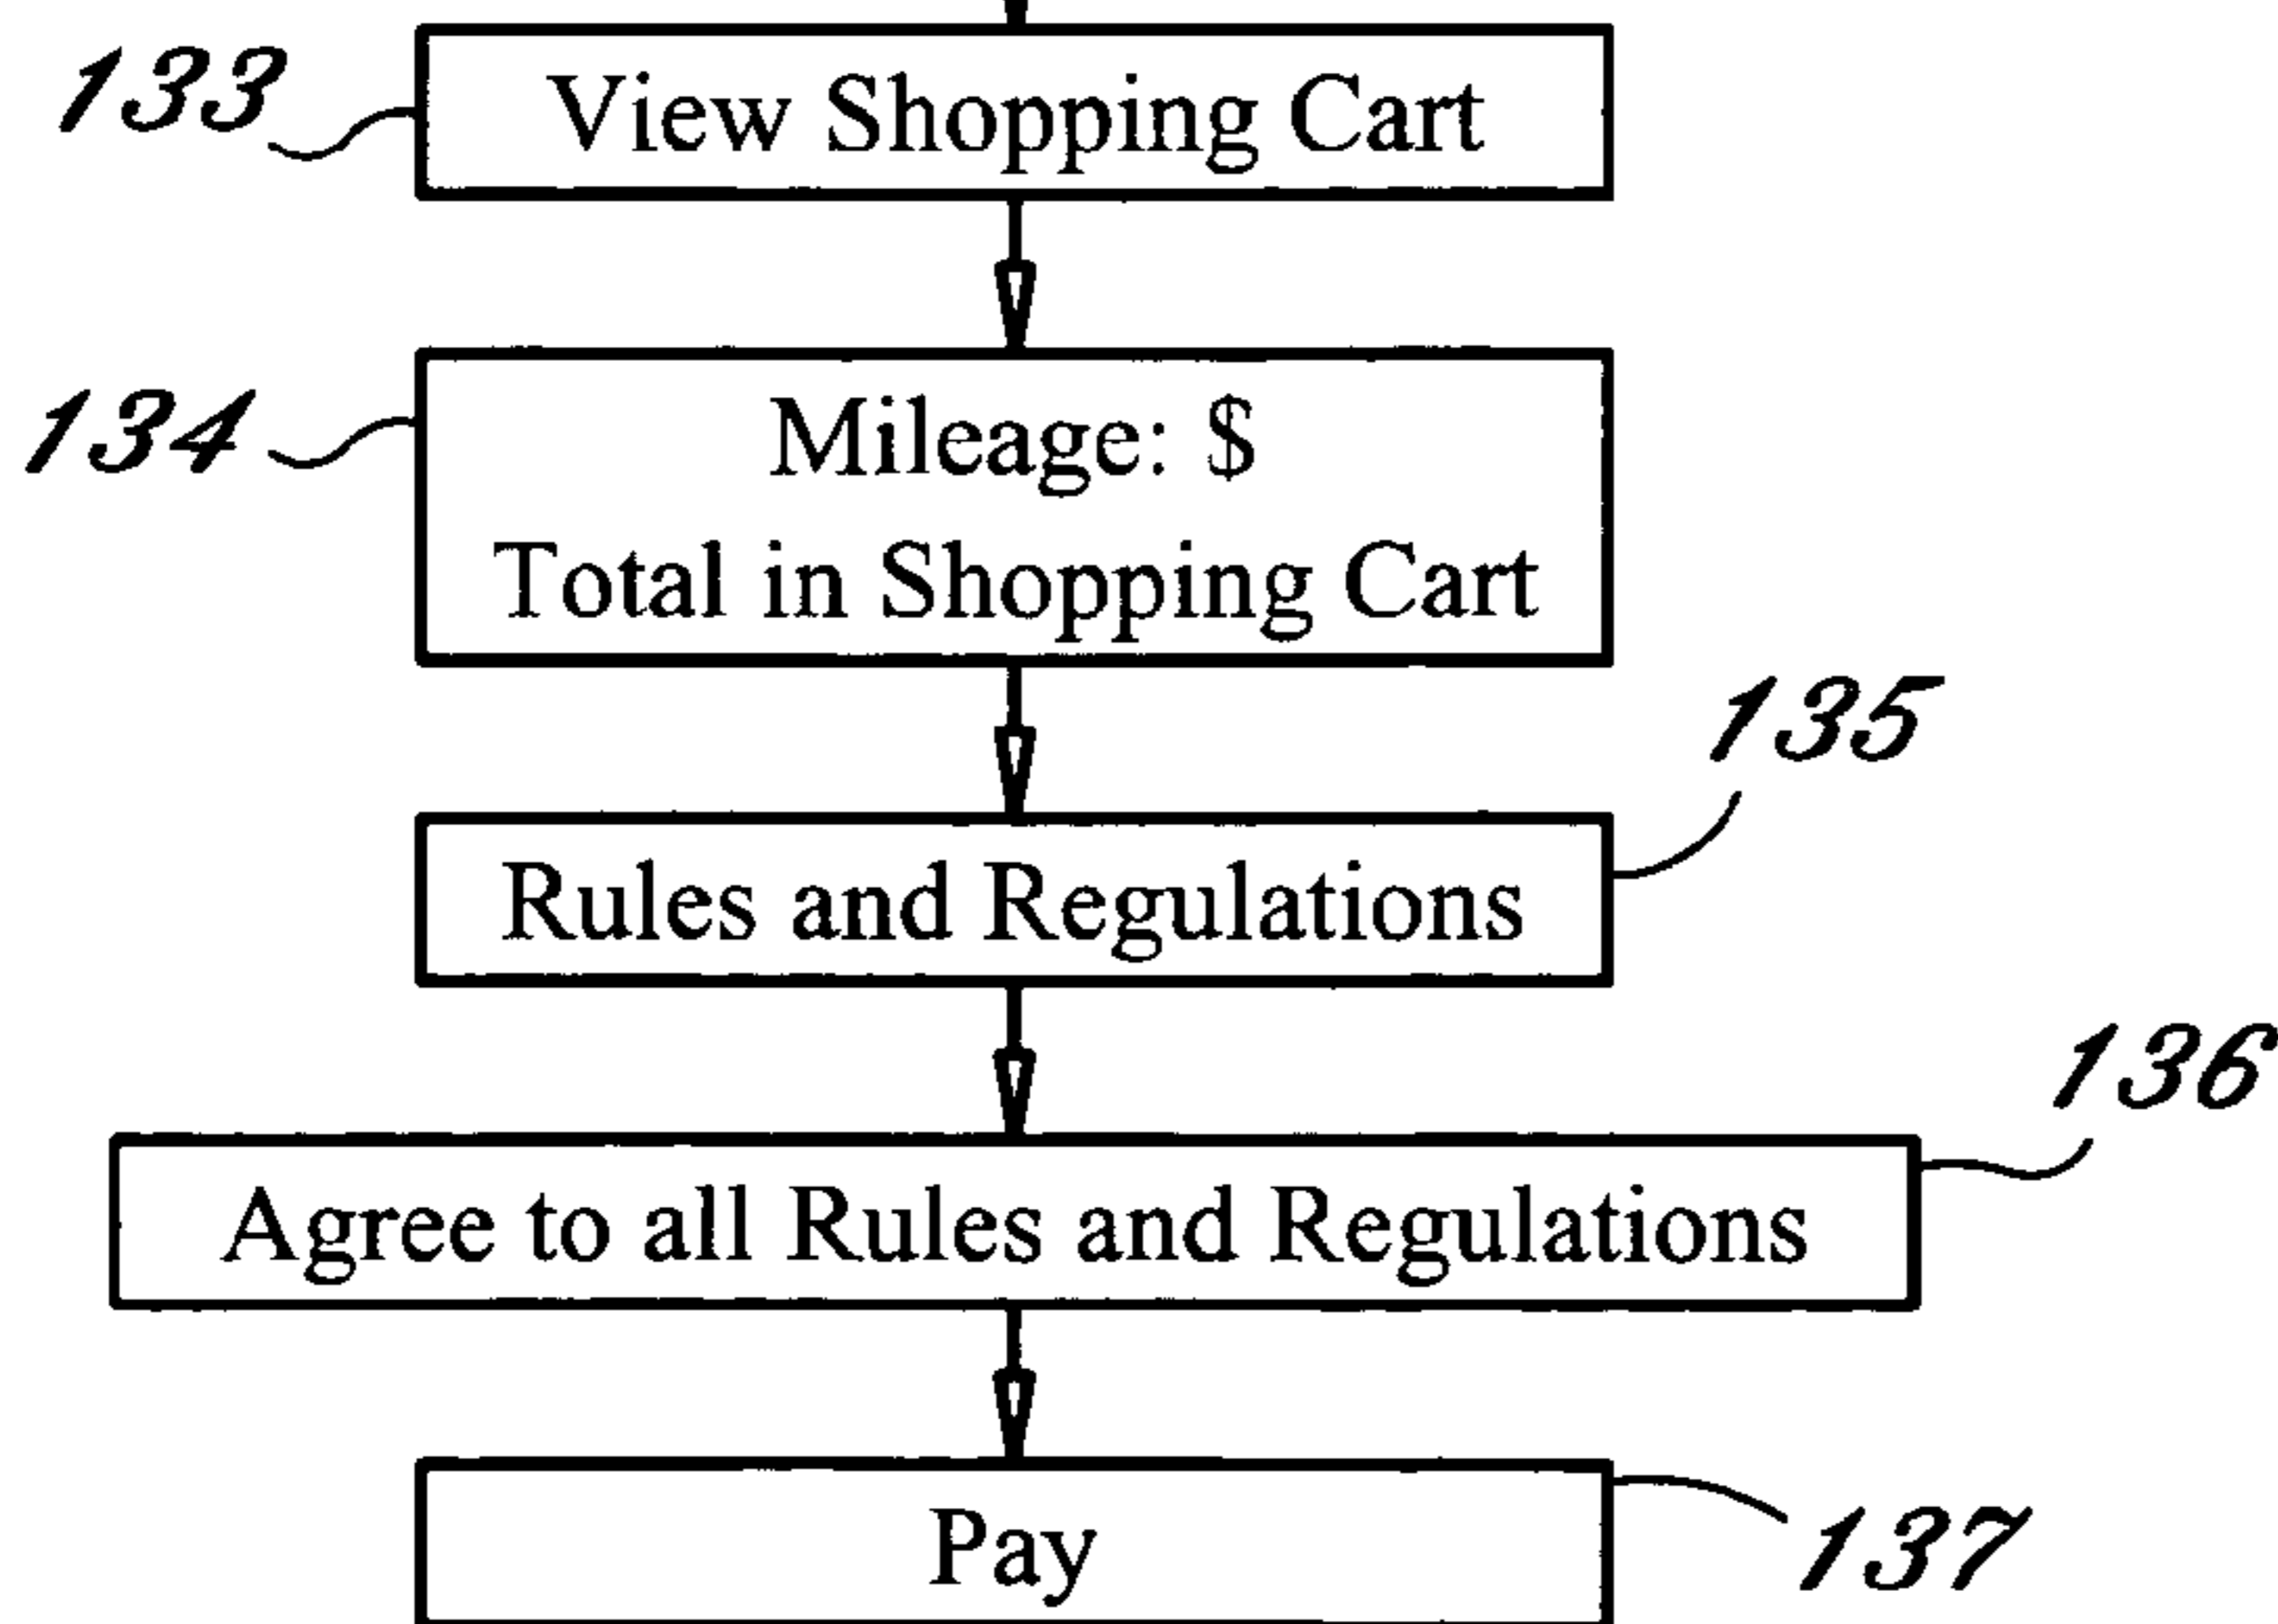 133
View Shopping Cart
134
Mileage: $
Total in Shopping Cart
135
Rules and Regulations
136
Agree to all Rules and Regulations
Pay
137